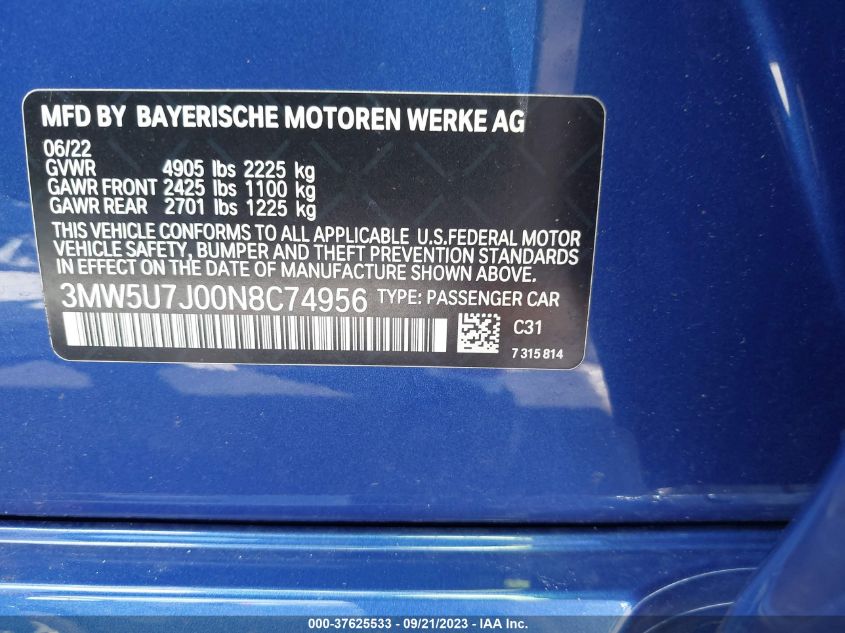 MFD BY BAYERISCHE MOTOREN WERKE AG
06/22
GVWR 4905 lbs 2225 kg
GAWR FRONT 2425 lbs 1100 kg
GAWR REAR 2701 lbs 1225 kg
THIS VEHICLE CONFORMS TO ALL APPLICABLE U.S.FEDERAL MOTOR
VEHICLE SAFETY, BUMPER AND THEFT PREVENTION STANDARDS
IN EFFECT ON THE DATE OF MANUFACTURE SHOWN ABOVE.
3MW5U7J00N8C74956 TYPE: PASSENGER CAR
C31
7 315 814
000-37625533 - 09/21/2023 - © IAA Inc.